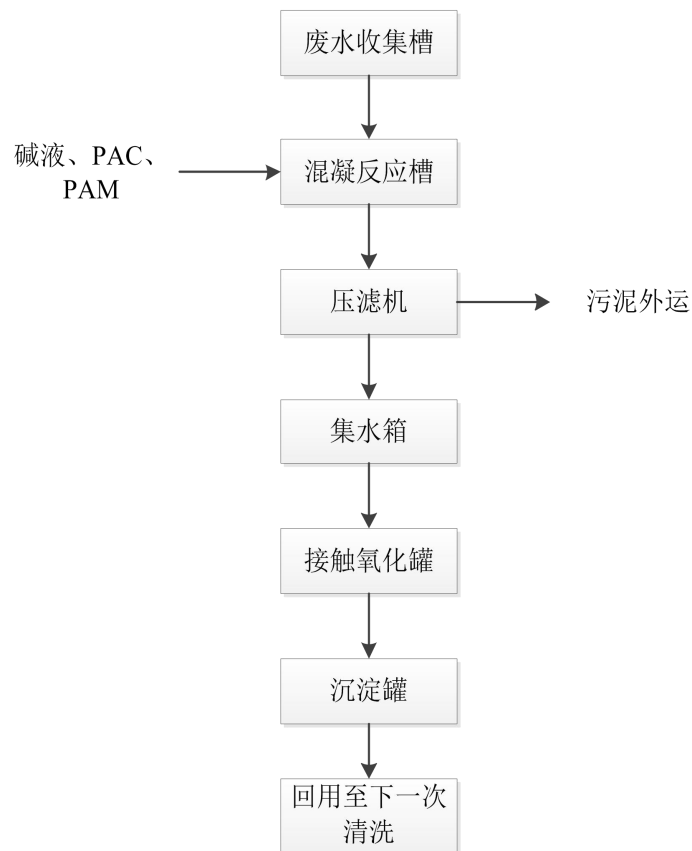 废水收集槽
碱液、PAC、
PAM
混凝反应槽
压滤机
污泥外运
集水箱
接触氧化罐
沉淀罐
回用至下一次
清洗